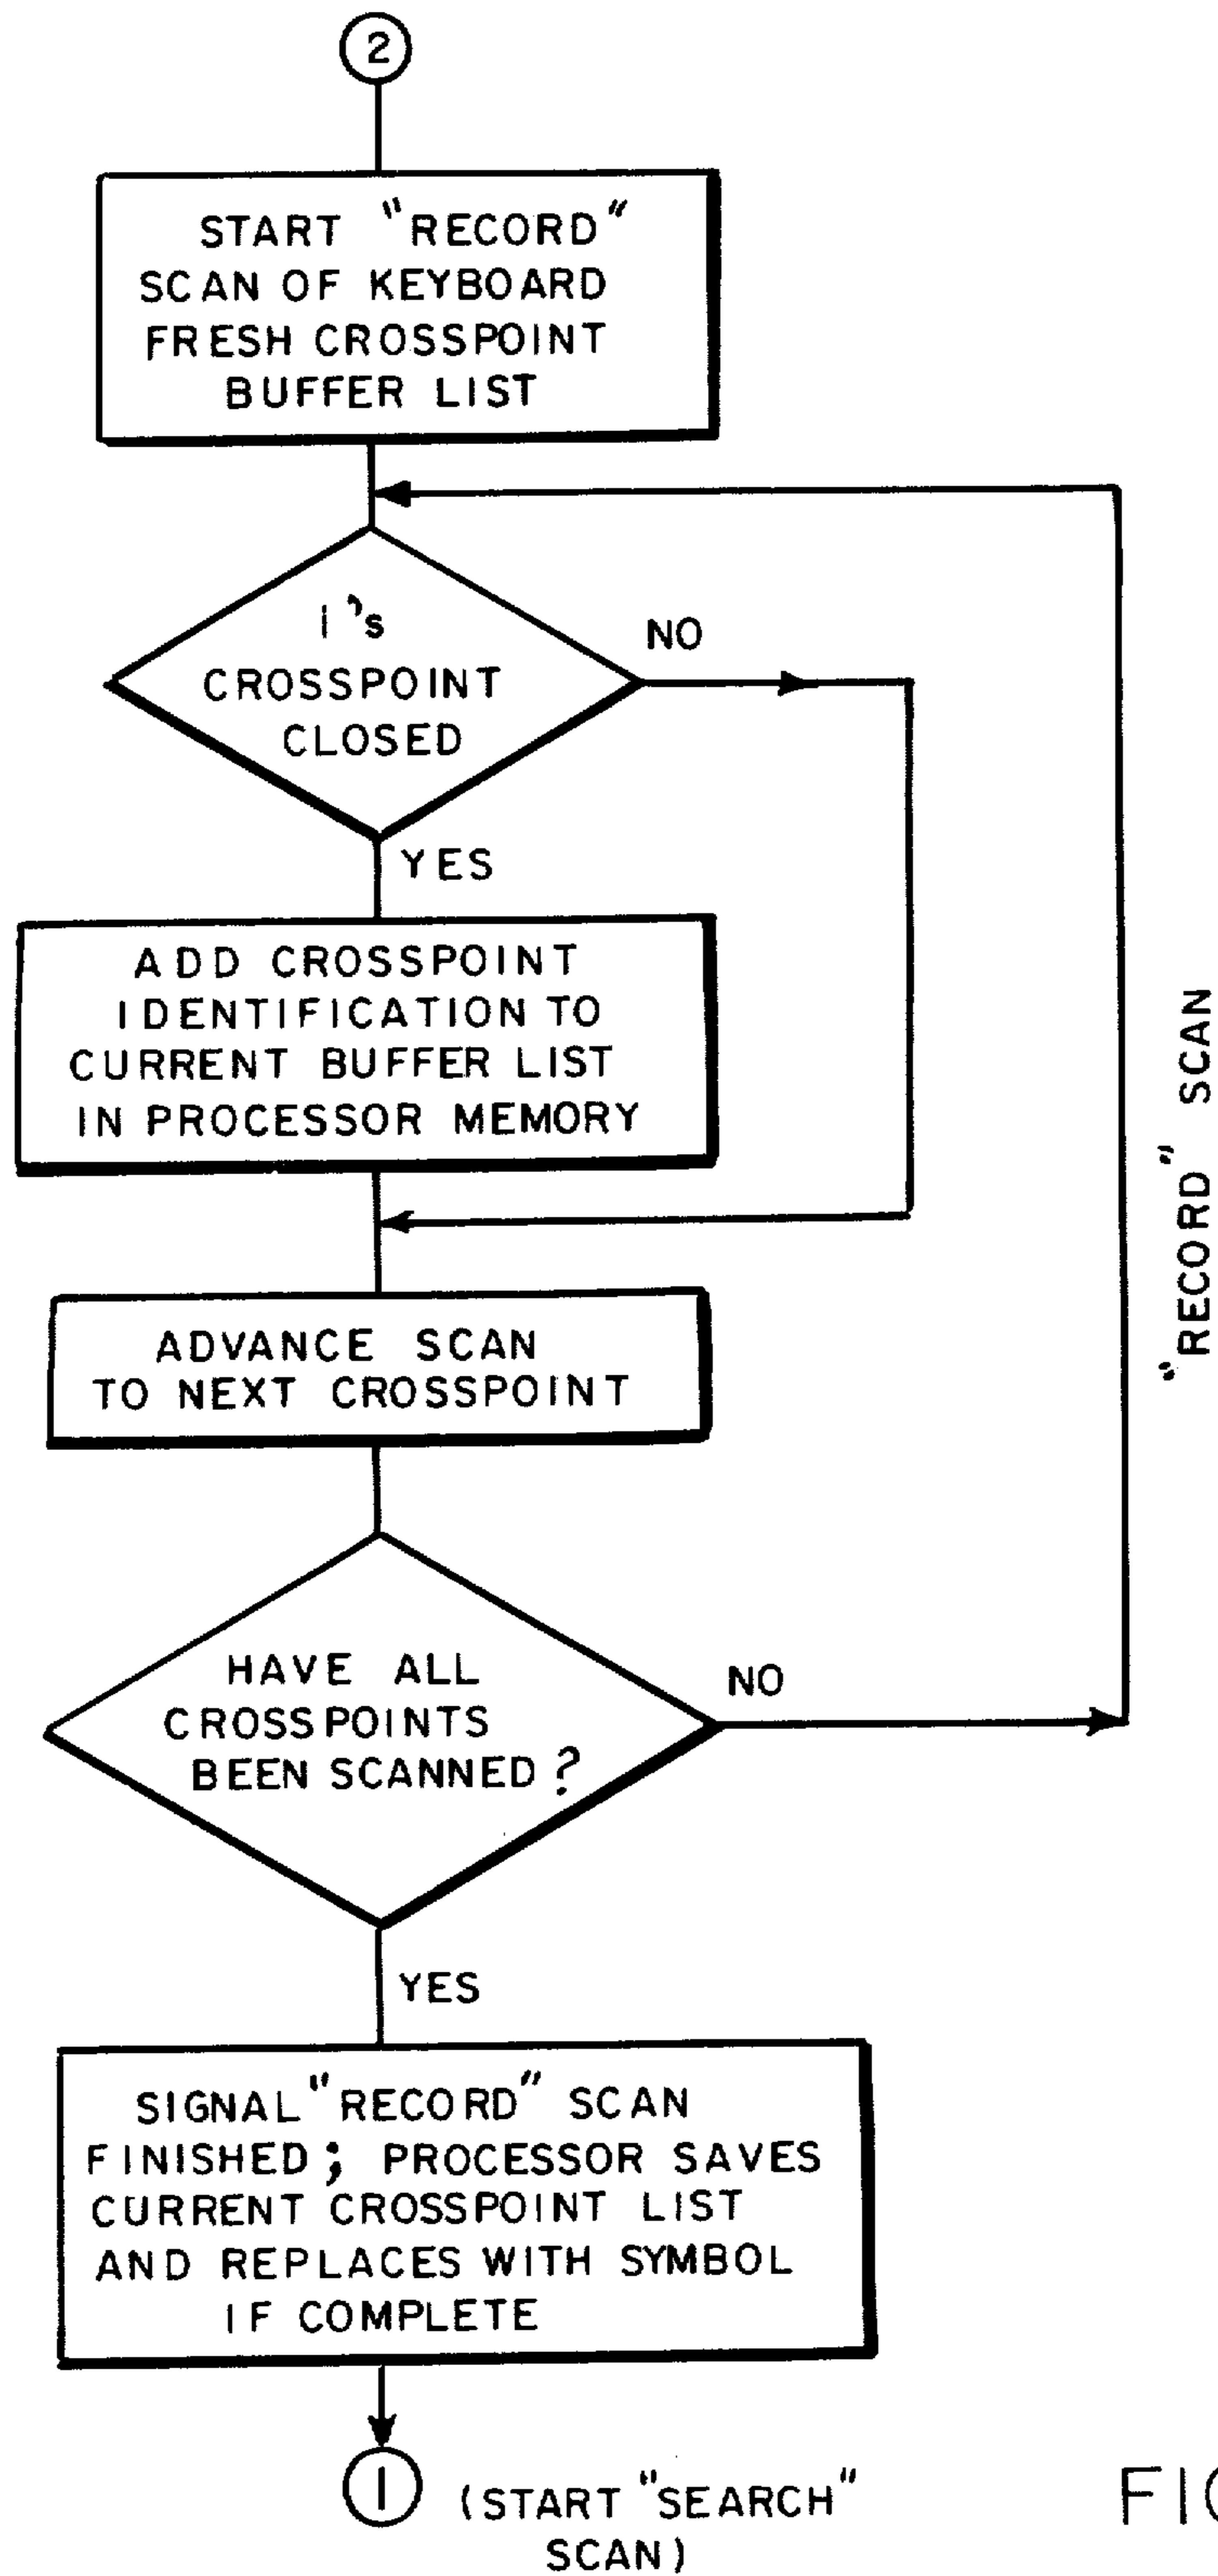 2
START "RECORD"
SCAN OF KEYBOARD
FRESH CROSSPOINT
BUFFER LIST
1's
CROSSPOINT
CLOSED
NO
YES
ADD CROSSPOINT
IDENTIFICATION TO
CURRENT BUFFER LIST
IN PROCESSOR MEMORY
"RECORD" SCAN
ADVANCE SCAN
TO NEXT CROSSPOINT
HAVE ALL
CROSSPOINTS
BEEN SCANNED?
NO
YES
SIGNAL "RECORD" SCAN
FINISHED; PROCESSOR SAVES
CURRENT CROSSPOINT LIST
AND REPLACES WITH SYMBOL
IF COMPLETE
1
(START "SEARCH"
SCAN)